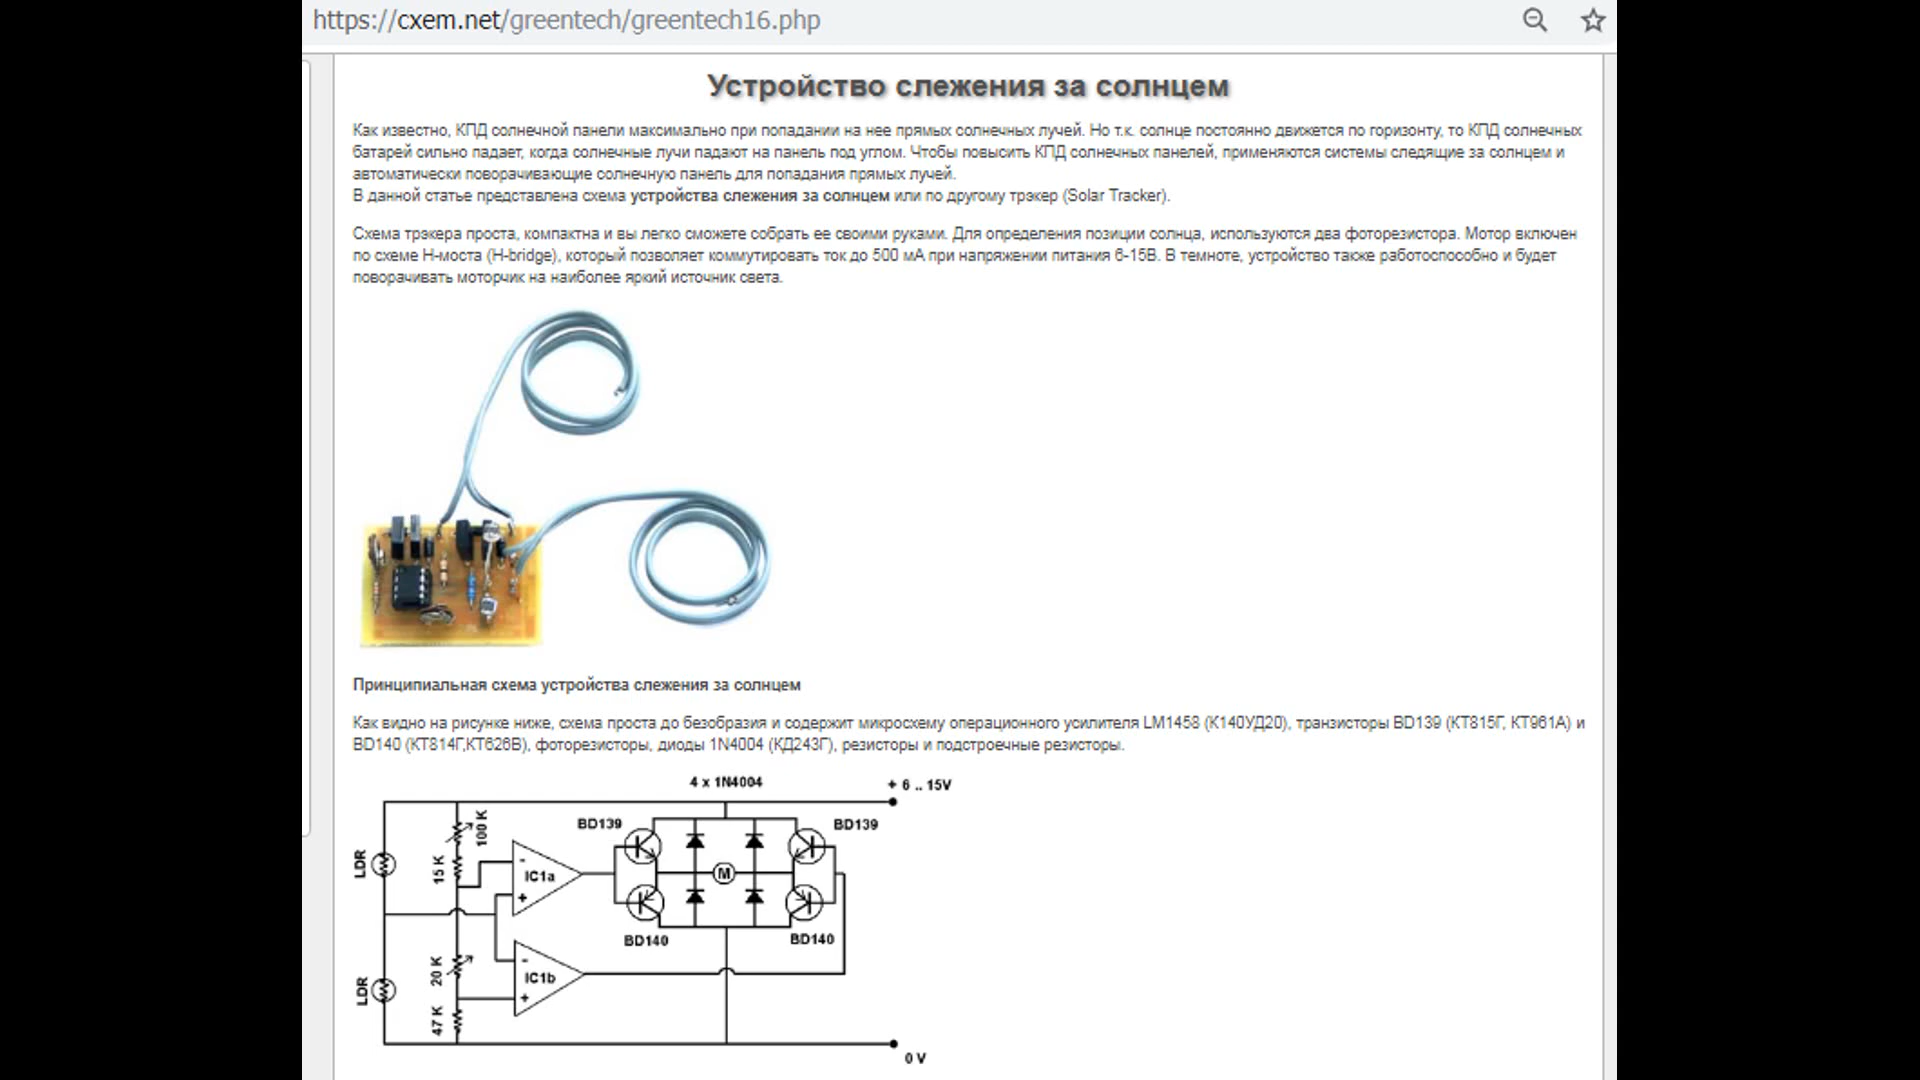 https://cxem.net/greentech/greentech16.php
Устройство слежения за солнцем
Как известно, КПД солнечной панели максимально при попадании на нее прямых солнечных лучей. Но т.к. солнце постоянно движется по горизонту, то КПД солнечных
батарей сильно падает, когда солнечные лучи падают на панель под углом. Чтобы повысить КПД солнечных панелей, применяются системы следящие за солнцем и
автоматически поворачивающие солнечную панель для попадания прямых лучей.
В данной статье представлена схема устройства слежения за солнцем или по другому трэкер (Solar Tracker).
Схема трэкера проста, компактна и вы легко сможете собрать ее своими руками. Для определения позиции солнца, используются два фоторезистора. Мотор включен
по схеме H-моста (H-bridge), который позволяет коммутировать ток до 500 мА при напряжении питания 6-15В. В темноте, устройство также работоспособно и будет
поворачивать моторчик на наиболее яркий источник света.
Принципиальная схема устройства слежения за солнцем
Как видно на рисунке ниже, схема проста до безобразия и содержит микросхему операционного усилителя LM1458 (К140УД20), транзисторы BD139 (КТ815Г, КТ961А) и
BD140 (КТ814Г,КТ626В), фоторезисторы, диоды 1N4004 (КД243Г), резисторы и подстроечные резисторы.
4 x 1N4004
+ 6 .. 15V
BD139
BD139
100 K
LDR
15 K
-
IC1a
+
M
BD140
BD140
LDR
20 K
-
IC1b
+
47 K
0 V